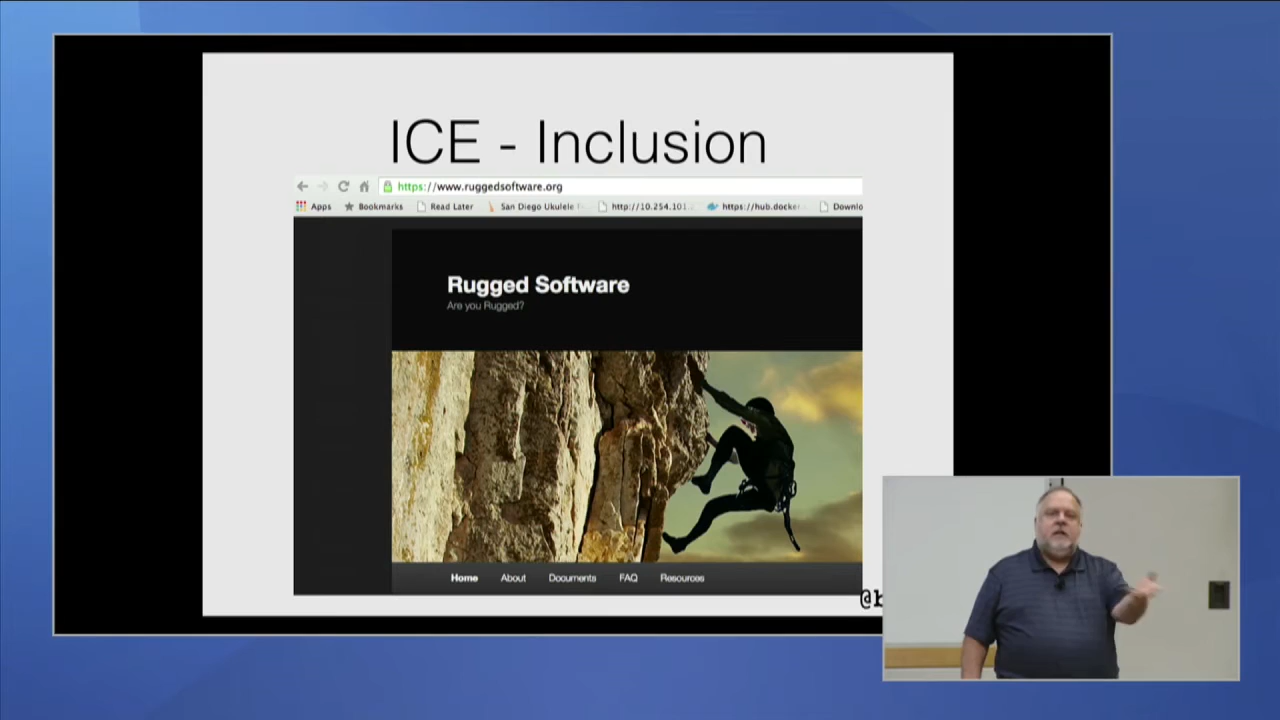 ICE - Inclusion
https://www.ruggedsoftware.org
Apps Bookmarks Read Later San Diego Ukulele http://10.254.101. https://hub.docker. Downlo
Rugged Software
Are you Rugged?
Home About Documents FAQ Resources
@b